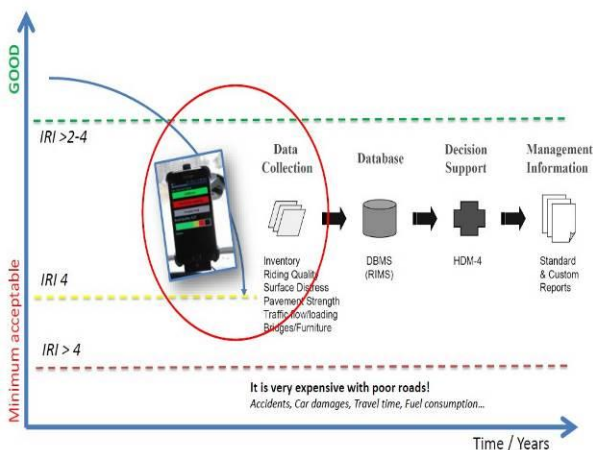 GOOD
IRI >2-4
Data
Collection
Database
Decision
Support
Management
Information
Inventory
Riding Quality
Surface Distress
Pavement Strength
Traffic flow/loading
Bridges/Furniture
DBMS
(RIMS)
HDM-4
Standard
& Custom
Reports
IRI 4
Minimum acceptable
IRI > 4
It is very expensive with poor roads!
Accidents, Car damages, Travel time, Fuel consumption...
Time / Years